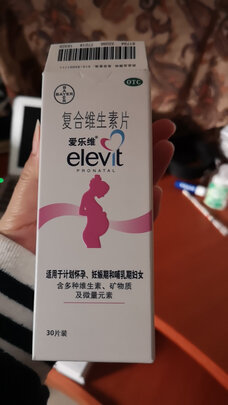 OTC
BAYER
复合维生素片
爱乐维
elevit
PRONATAL
适用于计划怀孕、妊娠期和哺乳期妇女
含多种维生素、矿物质
及微量元素
30片装